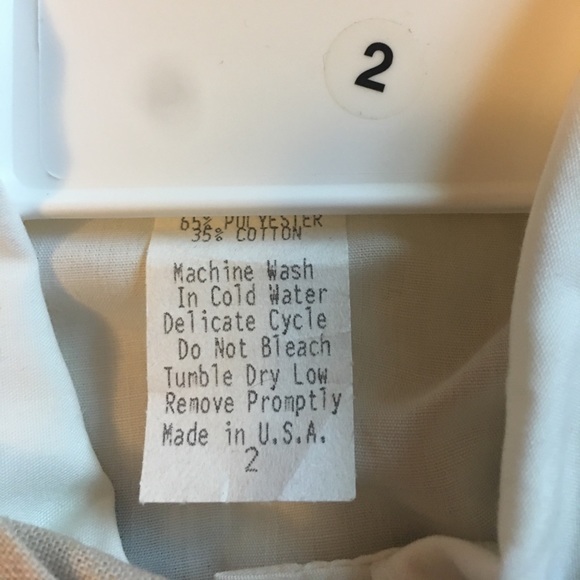 2
65% POLYESTER
35% COTTON
Machine Wash
In Cold Water
Delicate Cycle
Do Not Bleach
Tumble Dry Low
Remove Promptly
Made in U.S.A.
2